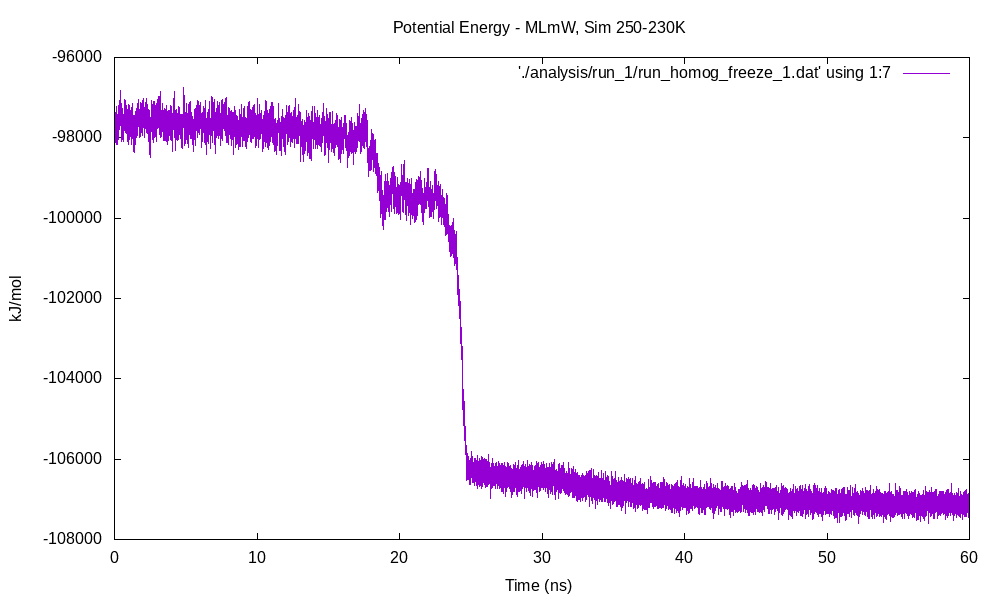 Potential Energy - MLmW, Sim 250-230K
'./analysis/run_1/run_homog_freeze_1.dat' using 1:7
-96000
-98000
-100000
-102000
-104000
-106000
-108000
kJ/mol
0 10 20 30 40 50 60
Time (ns)